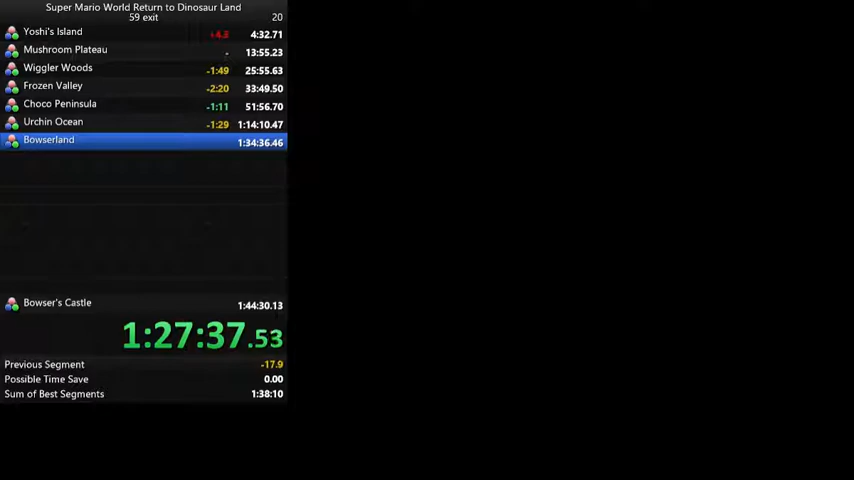 Super Mario World Return to Dinosaur Land
59 exit 20
Yoshi's Island 4:32.71
Mushroom Plateau - 13:55.23
Wiggler Woods -1:49 25:55.63
Frozen Valley -2:20 33:49.50
Choco Peninsula -1:11 51:56.70
Urchin Ocean -1:29 1:14:10.47
Bowserland 1:34:36.46
Bowser's Castle 1:44:30.13
1:27:37.53
Previous Segment -17.9
Possible Time Save 0.00
Sum of Best Segments 1:38:10